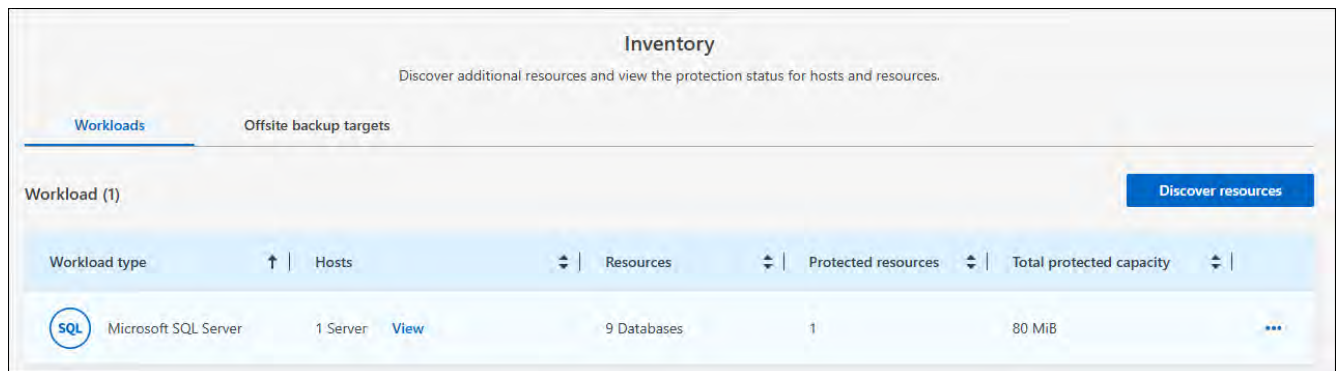 Inventory
Discover additional resources and view the protection status for hosts and resources.
Workloads Offsite backup targets
Workload (1) Discover resources
Workload type Hosts Resources Protected resources Total protected capacity
SQL Microsoft SQL Server 1 Server View 9 Databases 1 80 MiB